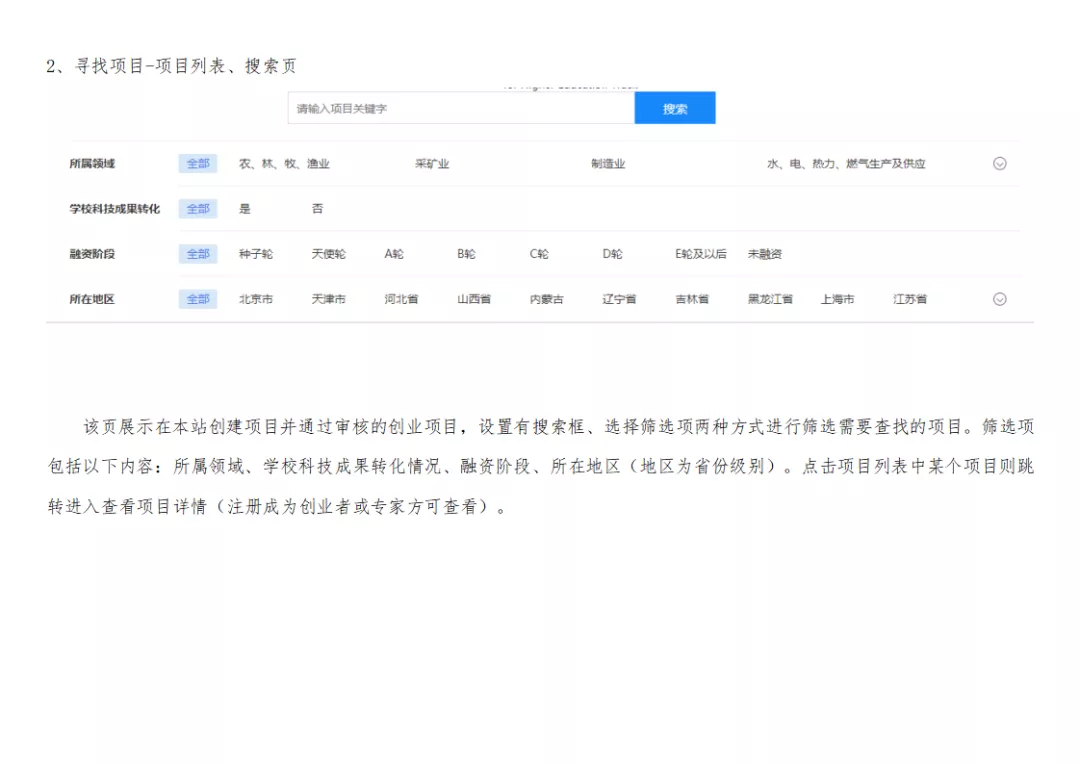 2、寻找项目-项目列表、搜索页
请输入项目关键字 搜索
所属领域 全部 农、林、牧、渔业 采矿业 制造业 水、电、热力、燃气生产及供应
学校科技成果转化 全部 是 否
融资阶段 全部 种子轮 天使轮 A轮 B轮 C轮 D轮 E轮及以后 未融资
所在地区 全部 北京市 天津市 河北省 山西省 内蒙古 辽宁省 吉林省 黑龙江省 上海市 江苏省
该页展示在本站创建项目并通过审核的创业项目，设置有搜索框、选择筛选项两种方式进行筛选需要查找的项目。筛选项
包括以下内容：所属领域、学校科技成果转化情况、融资阶段、所在地区（地区为省份级别）。点击项目列表中某个项目则跳
转进入查看项目详情（注册成为创业者或专家方可查看）。